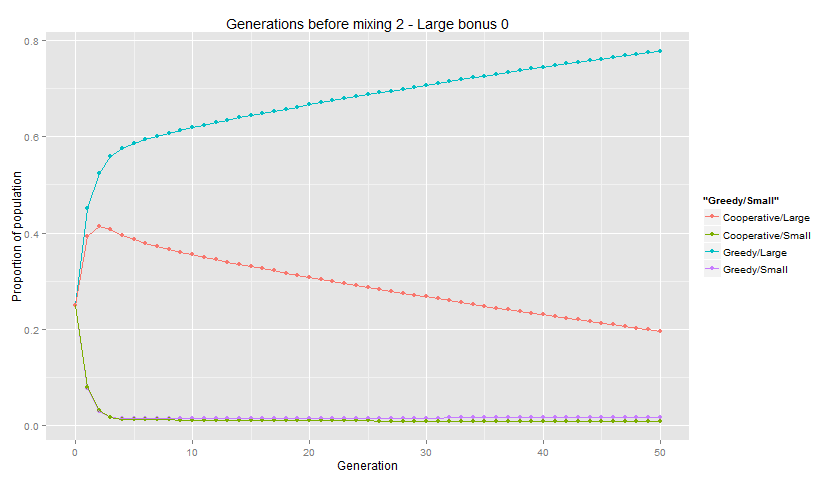 Generations before mixing 2 - Large bonus 0
Proportion of population
0.8
0.6
0.4
0.2
0.0
0
10
20
30
40
50
Generation
"Greedy/Small"
Cooperative/Large
Cooperative/Small
Greedy/Large
Greedy/Small